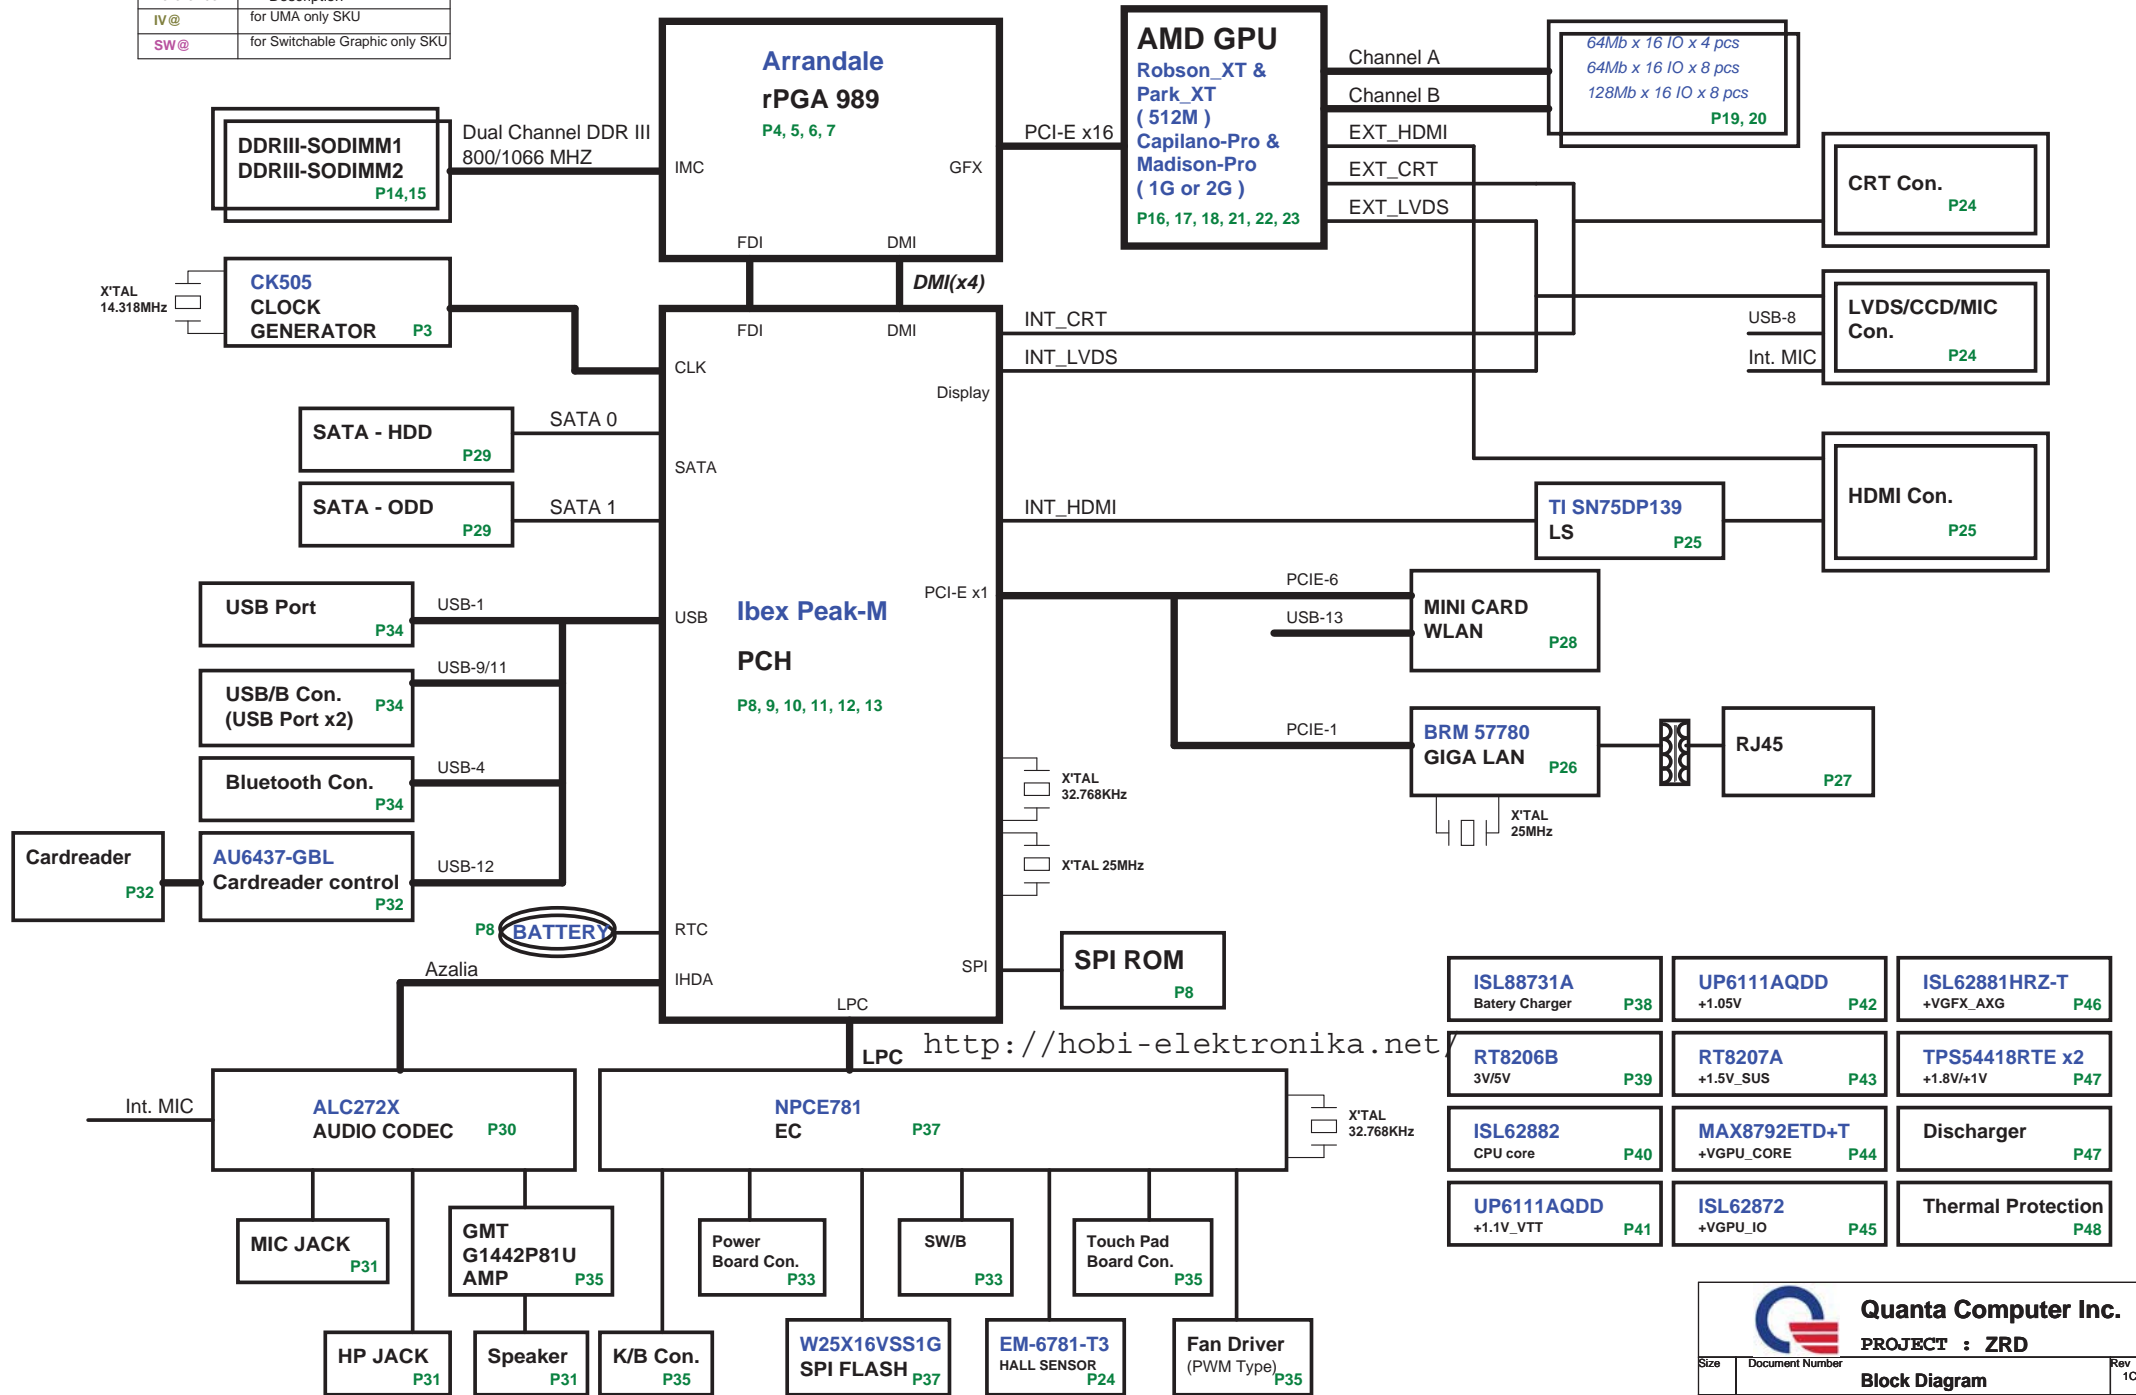 Description
IV@ for UMA only SKU
SW@ for Switchable Graphic only SKU
Arrandale
rPGA 989
P4, 5, 6, 7
IMC
GFX
FDI
DMI
DDRIII-SODIMM1
DDRIII-SODIMM2
P14,15
Dual Channel DDR III
800/1066 MHZ
PCI-E x16
AMD GPU
Robson_XT &
Park_XT
( 512M )
Capilano-Pro &
Madison-Pro
( 1G or 2G )
P16, 17, 18, 21, 22, 23
Channel A
Channel B
EXT_HDMI
EXT_CRT
EXT_LVDS
64Mb x 16 IO x 4 pcs
64Mb x 16 IO x 8 pcs
128Mb x 16 IO x 8 pcs
P19, 20
CRT Con.
P24
X'TAL
14.318MHz
CK505
CLOCK
GENERATOR
P3
DMI(x4)
FDI
DMI
CLK
Display
SATA
USB
PCI-E x1
Ibex Peak-M
PCH
P8, 9, 10, 11, 12, 13
RTC
IHDA
SPI
LPC
INT_CRT
INT_LVDS
USB-8
Int. MIC
LVDS/CCD/MIC
Con.
P24
SATA - HDD
P29
SATA 0
SATA - ODD
P29
SATA 1
INT_HDMI
TI SN75DP139
LS
P25
HDMI Con.
P25
USB Port
P34
USB-1
USB/B Con.
(USB Port x2)
P34
USB-9/11
Bluetooth Con.
P34
USB-4
Cardreader
P32
AU6437-GBL
Cardreader control
P32
USB-12
PCIE-6
USB-13
MINI CARD
WLAN
P28
PCIE-1
BRM 57780
GIGA LAN
P26
RJ45
P27
X'TAL
25MHz
X'TAL
32.768KHz
X'TAL 25MHz
P8
BATTERY
Azalia
SPI ROM
P8
LPC
http://hobi-elektronika.net/
Int. MIC
ALC272X
AUDIO CODEC
P30
NPCE781
EC
P37
X'TAL
32.768KHz
MIC JACK
P31
GMT
G1442P81U
AMP
P35
Power
Board Con.
P33
SW/B
P33
Touch Pad
Board Con.
P35
HP JACK
P31
Speaker
P31
K/B Con.
P35
W25X16VSS1G
SPI FLASH
P37
EM-6781-T3
HALL SENSOR
P24
Fan Driver
(PWM Type)
P35
ISL88731A
Batery Charger
P38
UP6111AQDD
+1.05V
P42
ISL62881HRZ-T
+VGFX_AXG
P46
RT8206B
3V/5V
P39
RT8207A
+1.5V_SUS
P43
TPS54418RTE x2
+1.8V/+1V
P47
ISL62882
CPU core
P40
MAX8792ETD+T
+VGPU_CORE
P44
Discharger
P47
UP6111AQDD
+1.1V_VTT
P41
ISL62872
+VGPU_IO
P45
Thermal Protection
P48
Quanta Computer Inc.
PROJECT : ZRD
Size
Document Number
Rev
Block Diagram
1C